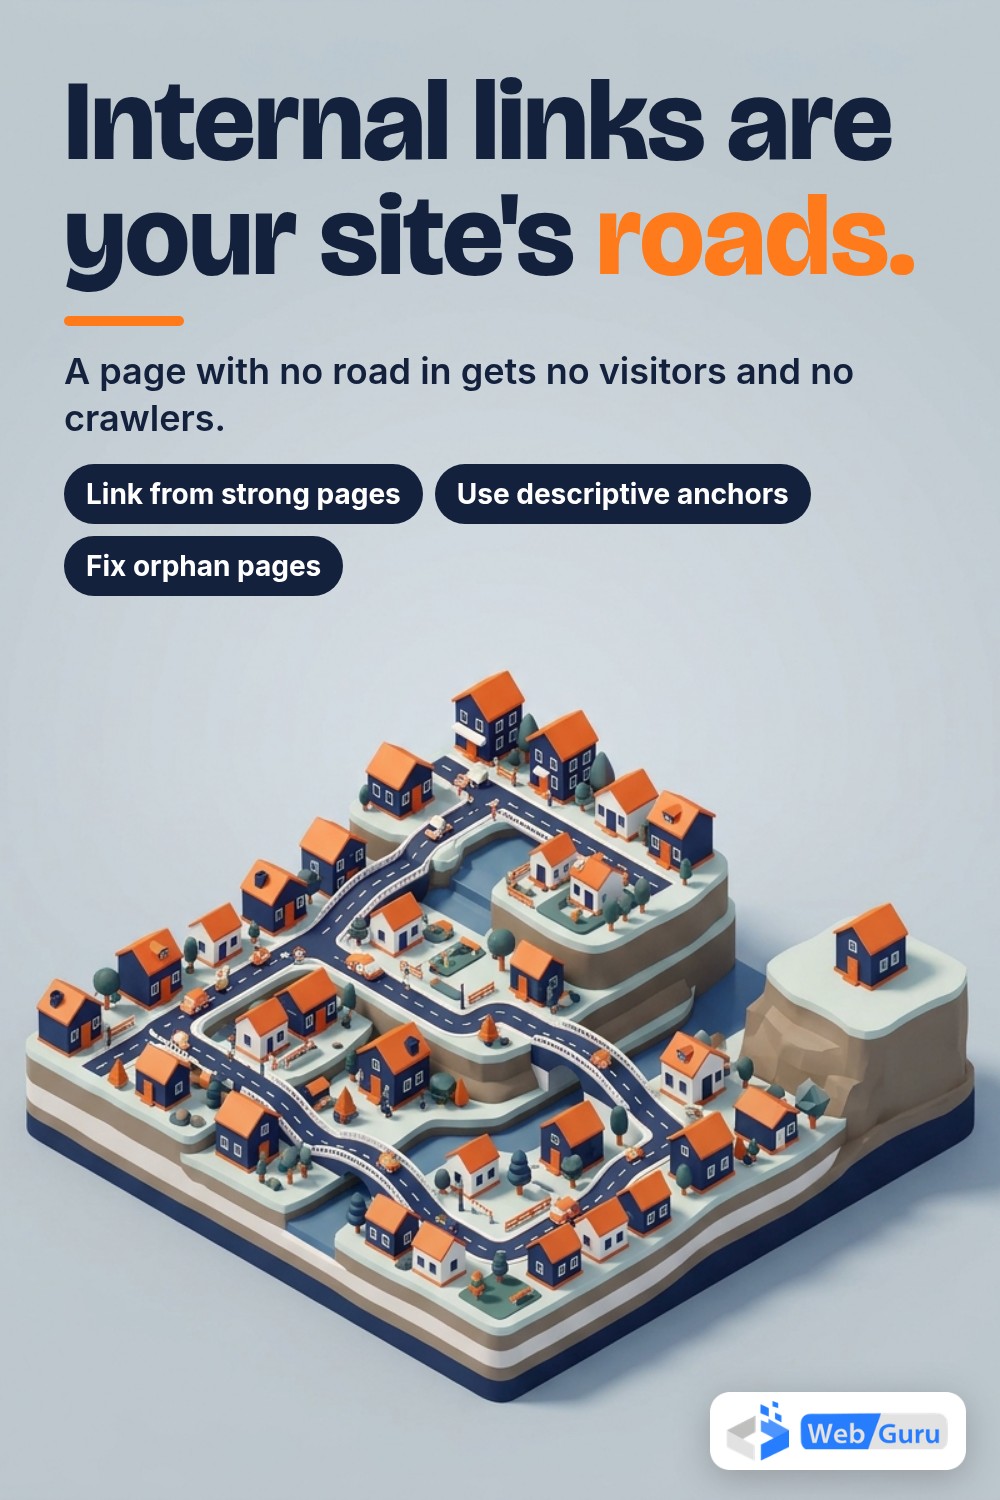 Internal links are
your site's roads.
A page with no road in gets no visitors and no
crawlers.
Link from strong pages
Use descriptive anchors
Fix orphan pages
Web Guru